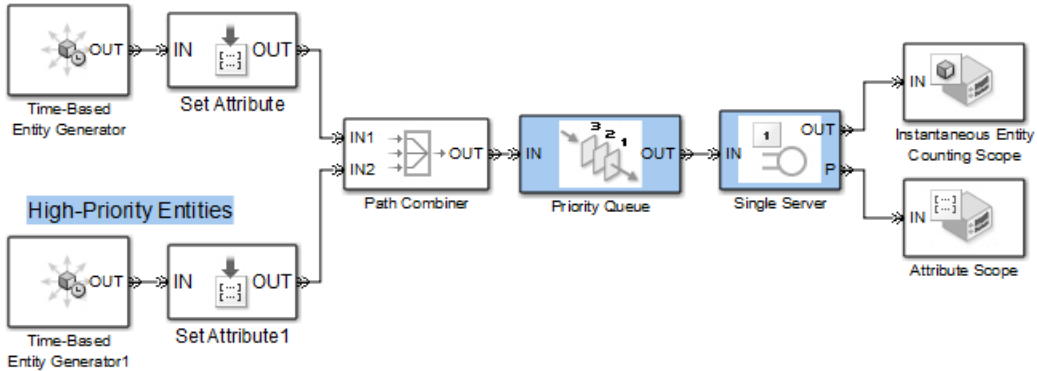 OUT
Time-Based
Entity Generator
IN
[...]
OUT
Set Attribute
High-Priority Entities
OUT
Time-Based
Entity Generator1
IN
[...]
OUT
Set Attribute1
IN1
IN2
OUT
Path Combiner
IN
3 2 1
OUT
Priority Queue
IN
1
OUT
P
Single Server
IN
Instantaneous Entity
Counting Scope
IN
[...]
Attribute Scope